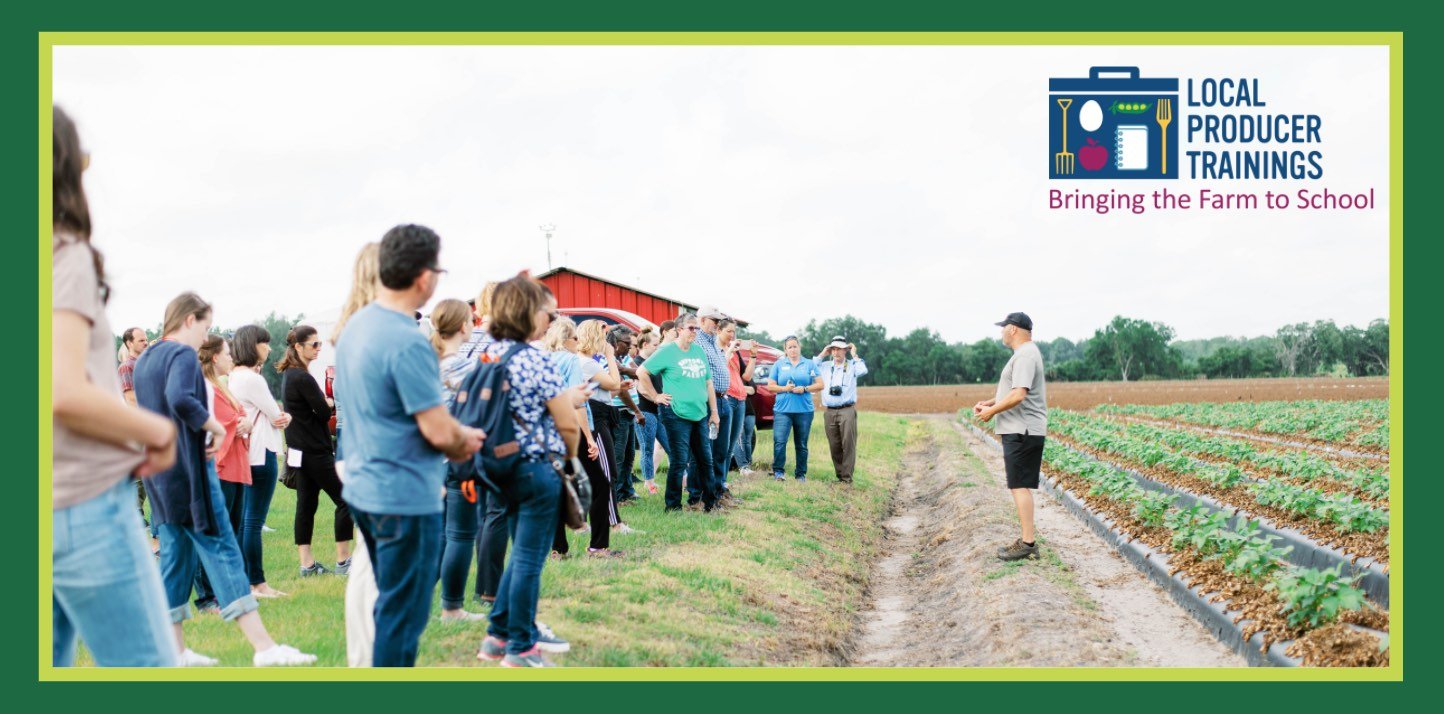 LOCAL
PRODUCER
TRAININGS
Bringing the Farm to School